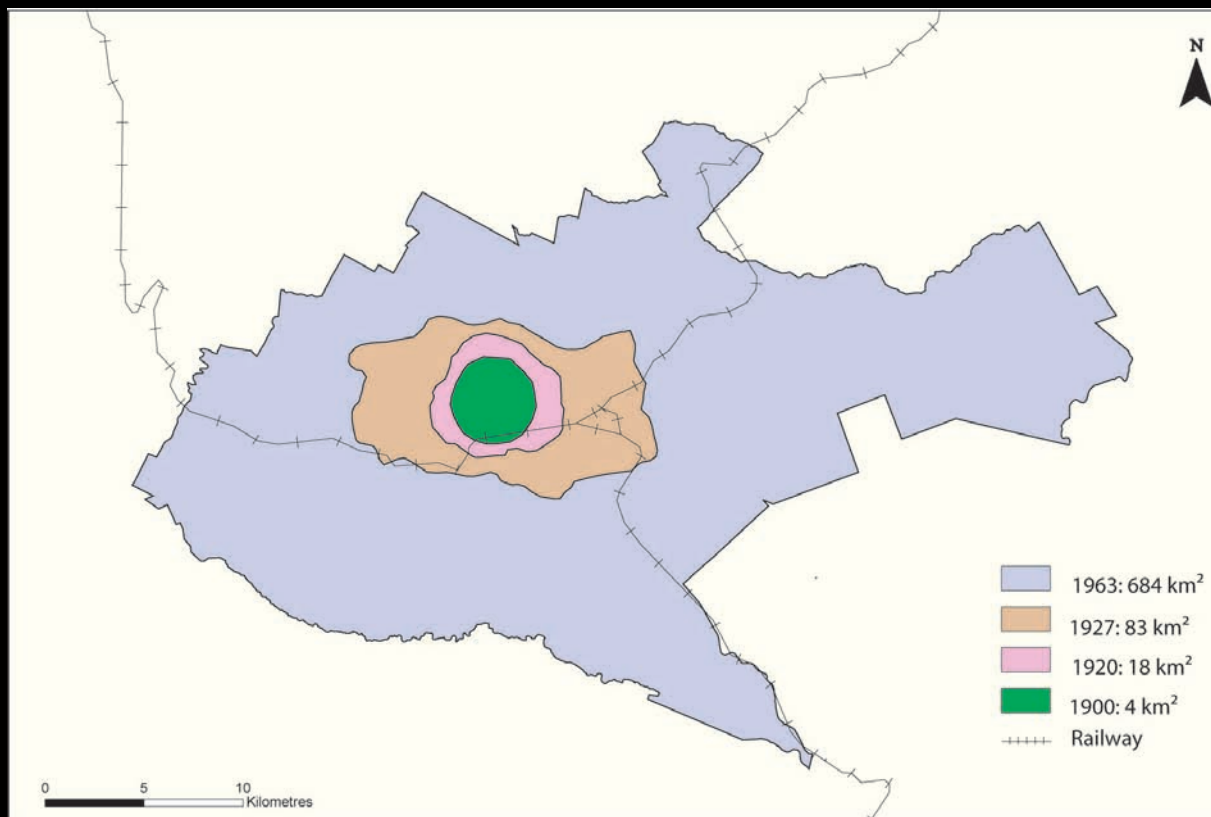 N
1963: 684 km²
1927: 83 km²
1920: 18 km²
1900: 4 km²
Railway
0 5 10
Kilometres